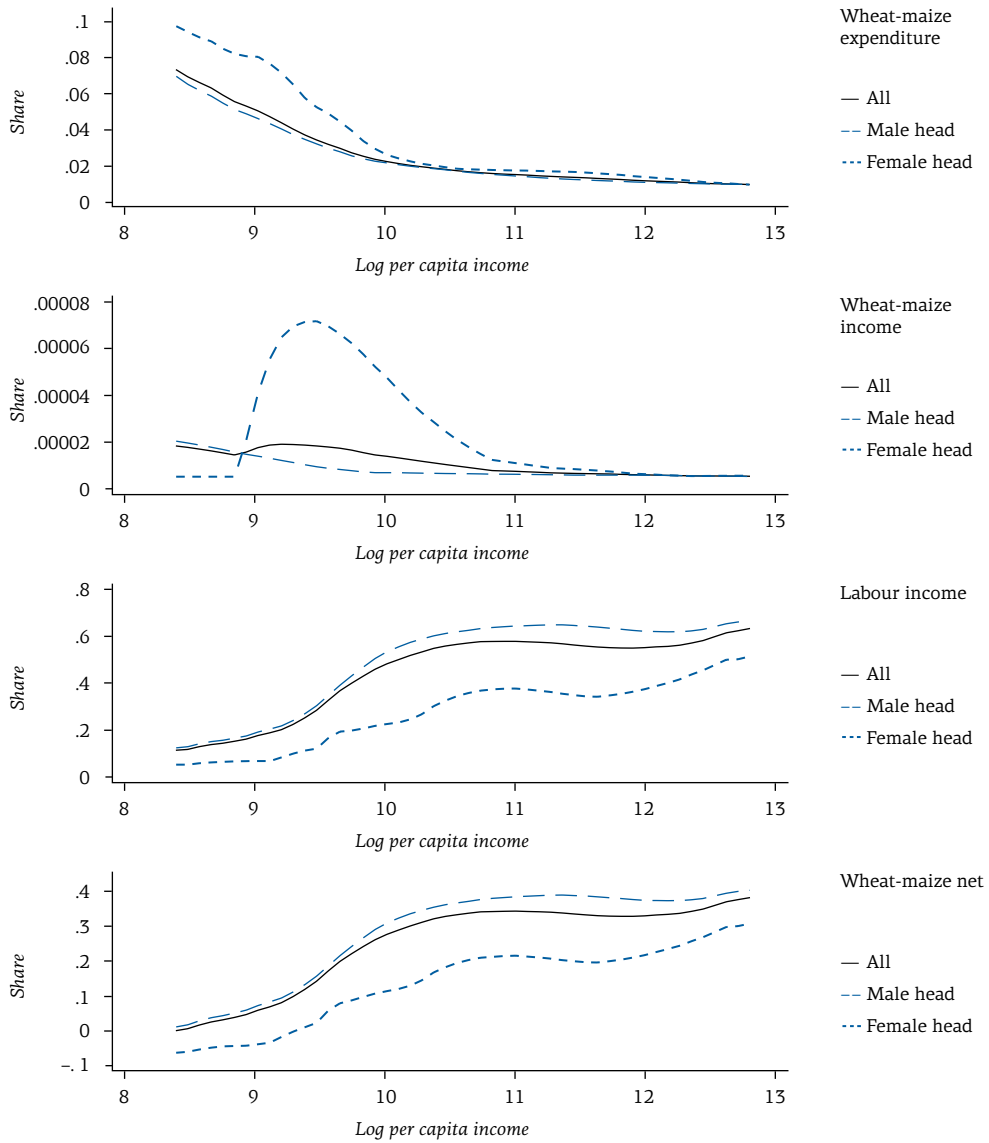 Wheat-maize
expenditure
— All
-- Male head
--- Female head
Share
.1
.08
.06
.04
.02
0
8 9 10 11 12 13
Log per capita income
Wheat-maize
income
— All
-- Male head
--- Female head
Share
.00008
.00006
.00004
.00002
0
8 9 10 11 12 13
Log per capita income
Labour income
— All
-- Male head
--- Female head
Share
.8
.6
.4
.2
0
8 9 10 11 12 13
Log per capita income
Wheat-maize net
— All
-- Male head
--- Female head
Share
.4
.3
.2
.1
0
–. 1
8 9 10 11 12 13
Log per capita income